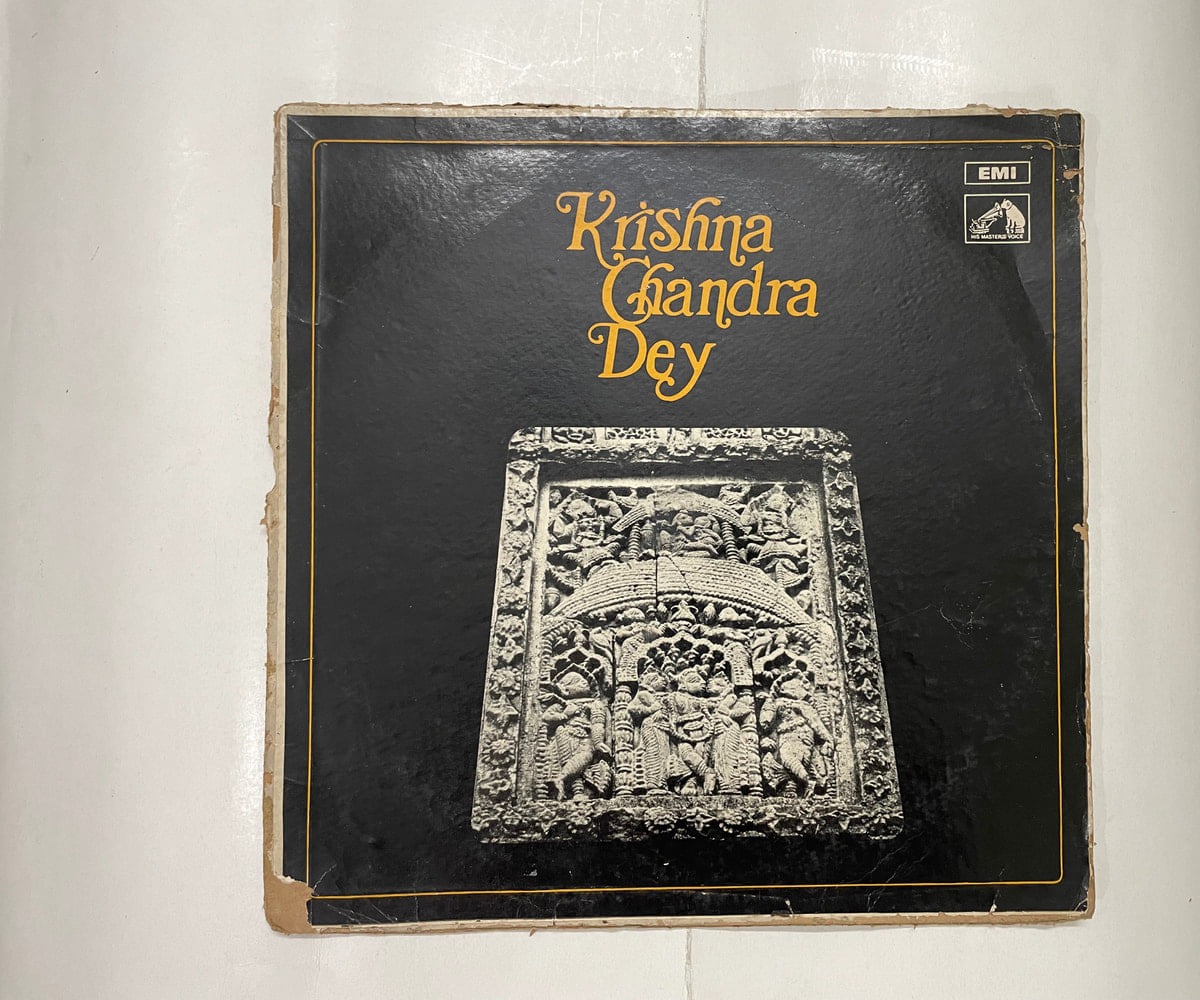 Krishna
Chandra
Dey
EMI
HIS MASTER'S VOICE